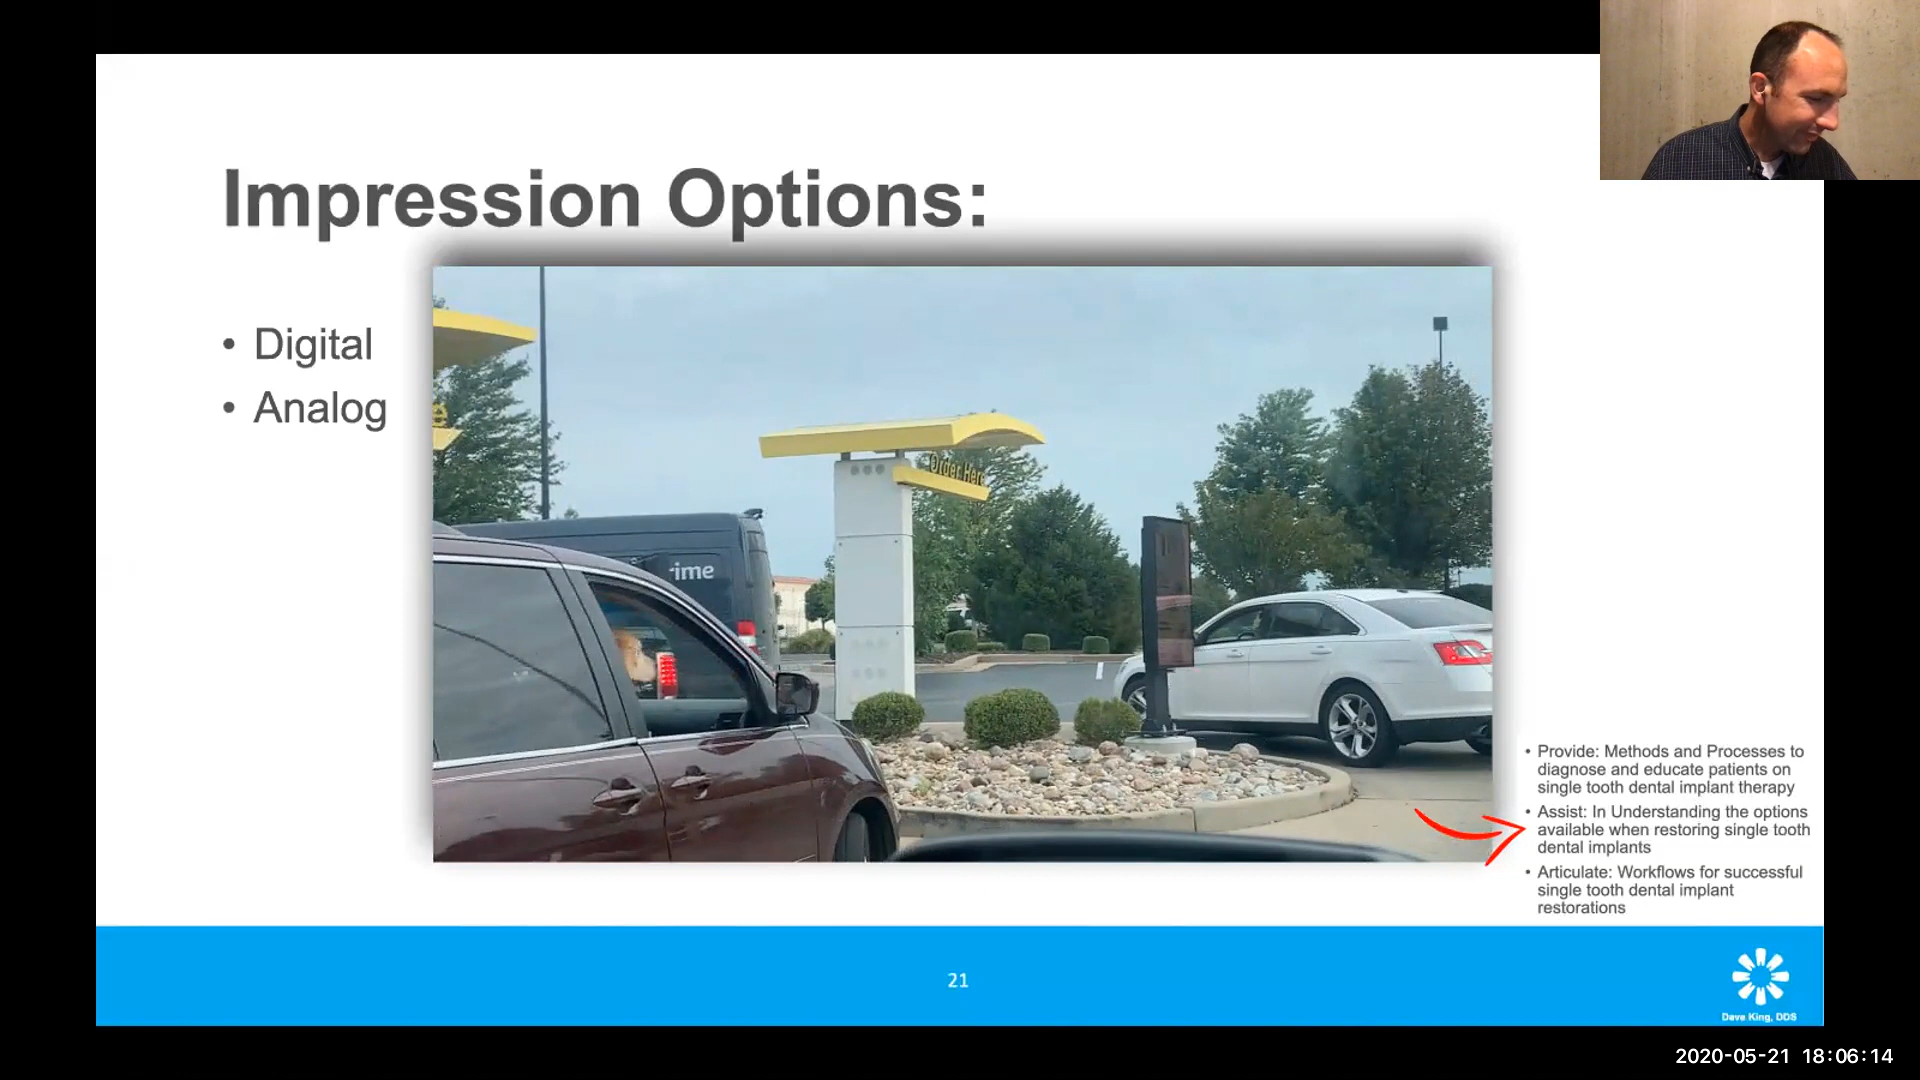 Impression Options:
• Digital
• Analog
Order Here
rime
• Provide: Methods and Processes to
diagnose and educate patients on
single tooth dental implant therapy
• Assist: In Understanding the options
available when restoring single tooth
dental implants
• Articulate: Workflows for successful
single tooth dental implant
restorations
21
Dave King, DDS
2020-05-21 18:06:14